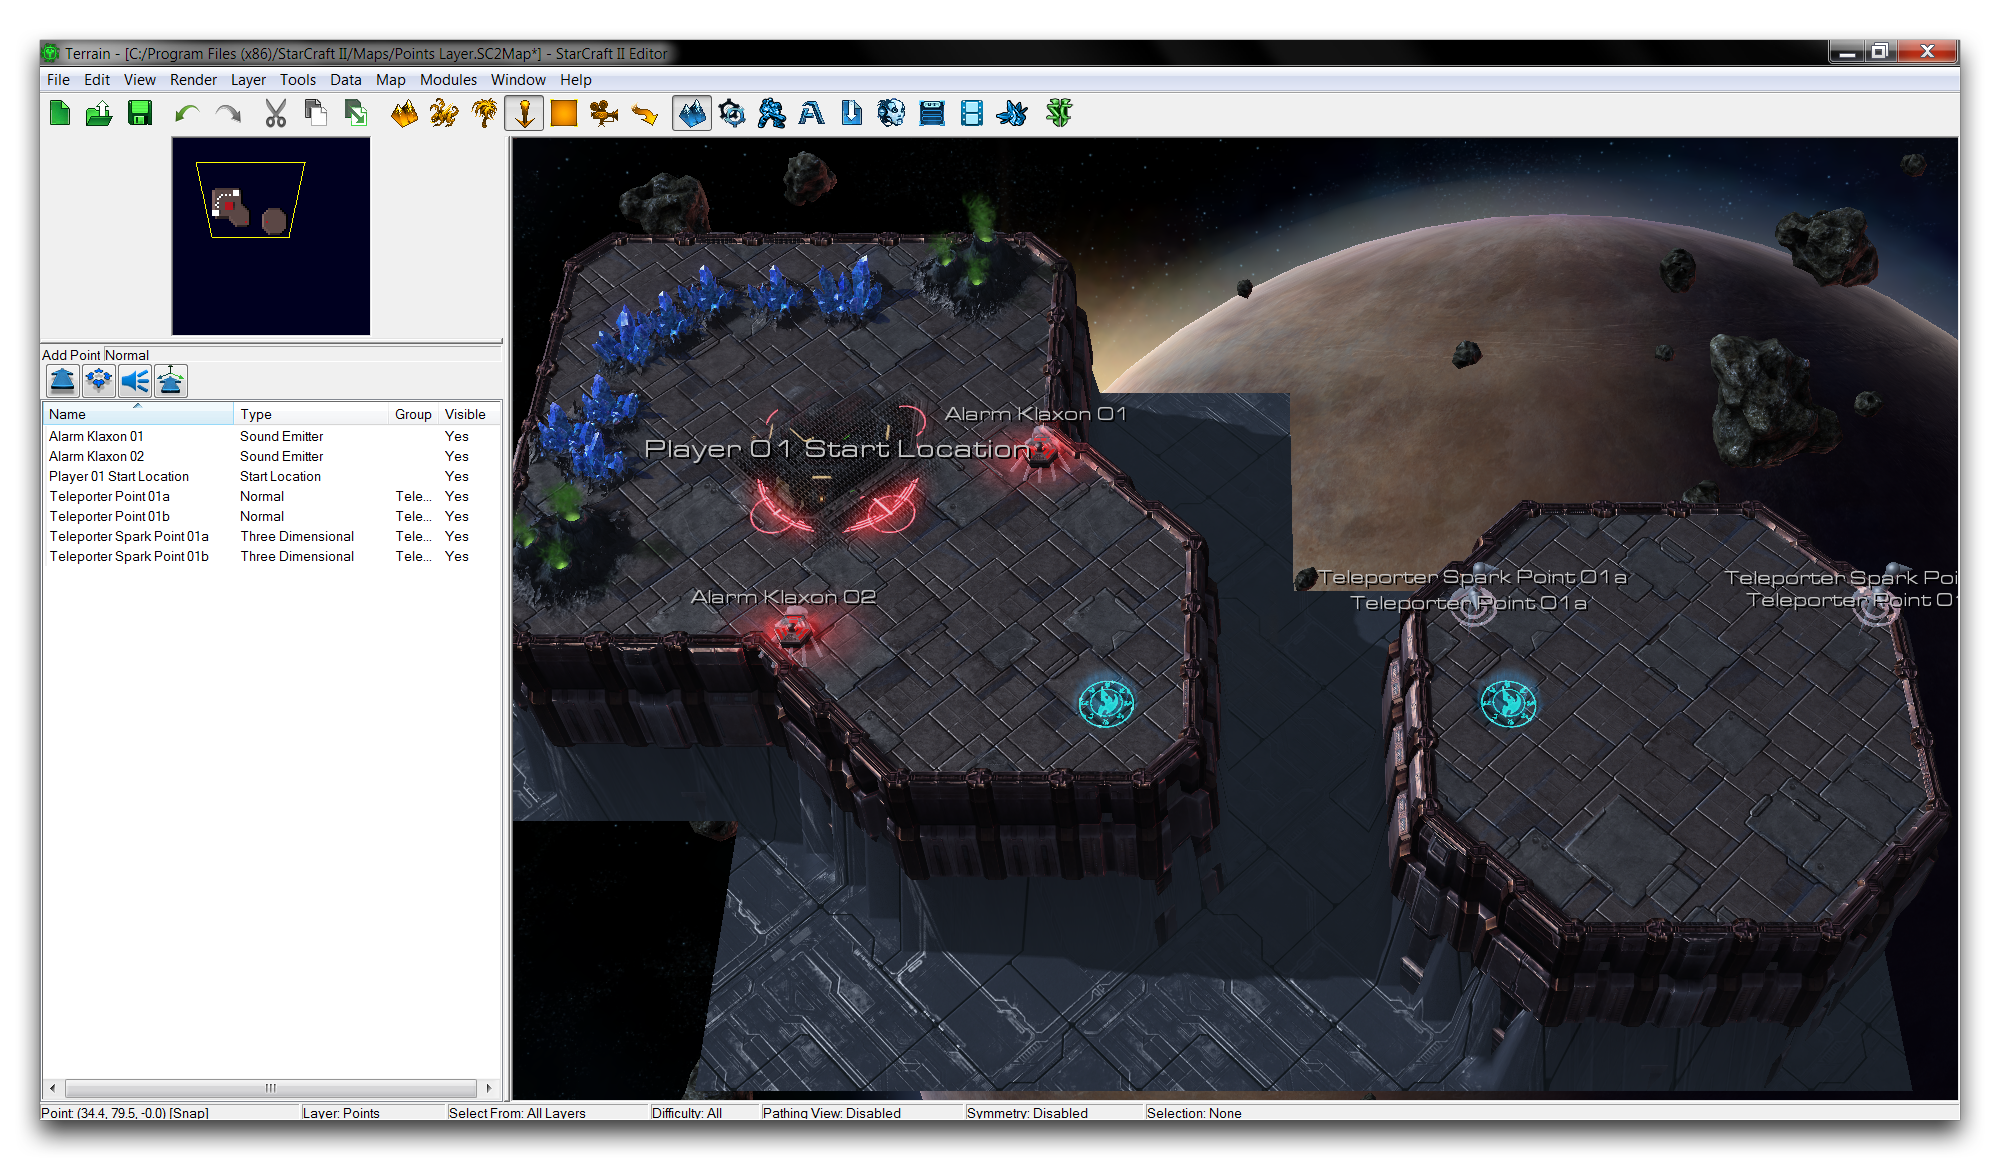 Terrain - [C:/Program Files (x86)/StarCraft II/Maps/Points Layer.SC2Map*] - StarCraft II Editor
File Edit View Render Layer Tools Data Map Modules Window Help
Add Point Normal
Name Type Group Visible
Alarm Klaxon 01 Sound Emitter Yes
Alarm Klaxon 02 Sound Emitter Yes
Player 01 Start Location Start Location Yes
Teleporter Point 01a Normal Tele... Yes
Teleporter Point 01b Normal Tele... Yes
Teleporter Spark Point 01a Three Dimensional Tele... Yes
Teleporter Spark Point 01b Three Dimensional Tele... Yes
Alarm Klaxon 01
Player 01 Start Location
Alarm Klaxon 02
Teleporter Spark Point 01a
Teleporter Point 01a
Teleporter Spark Poi
Teleporter Point 01
Point: (34.4, 79.5, -0.0) [Snap] Layer: Points Select From: All Layers Difficulty: All Pathing View: Disabled Symmetry: Disabled Selection: None